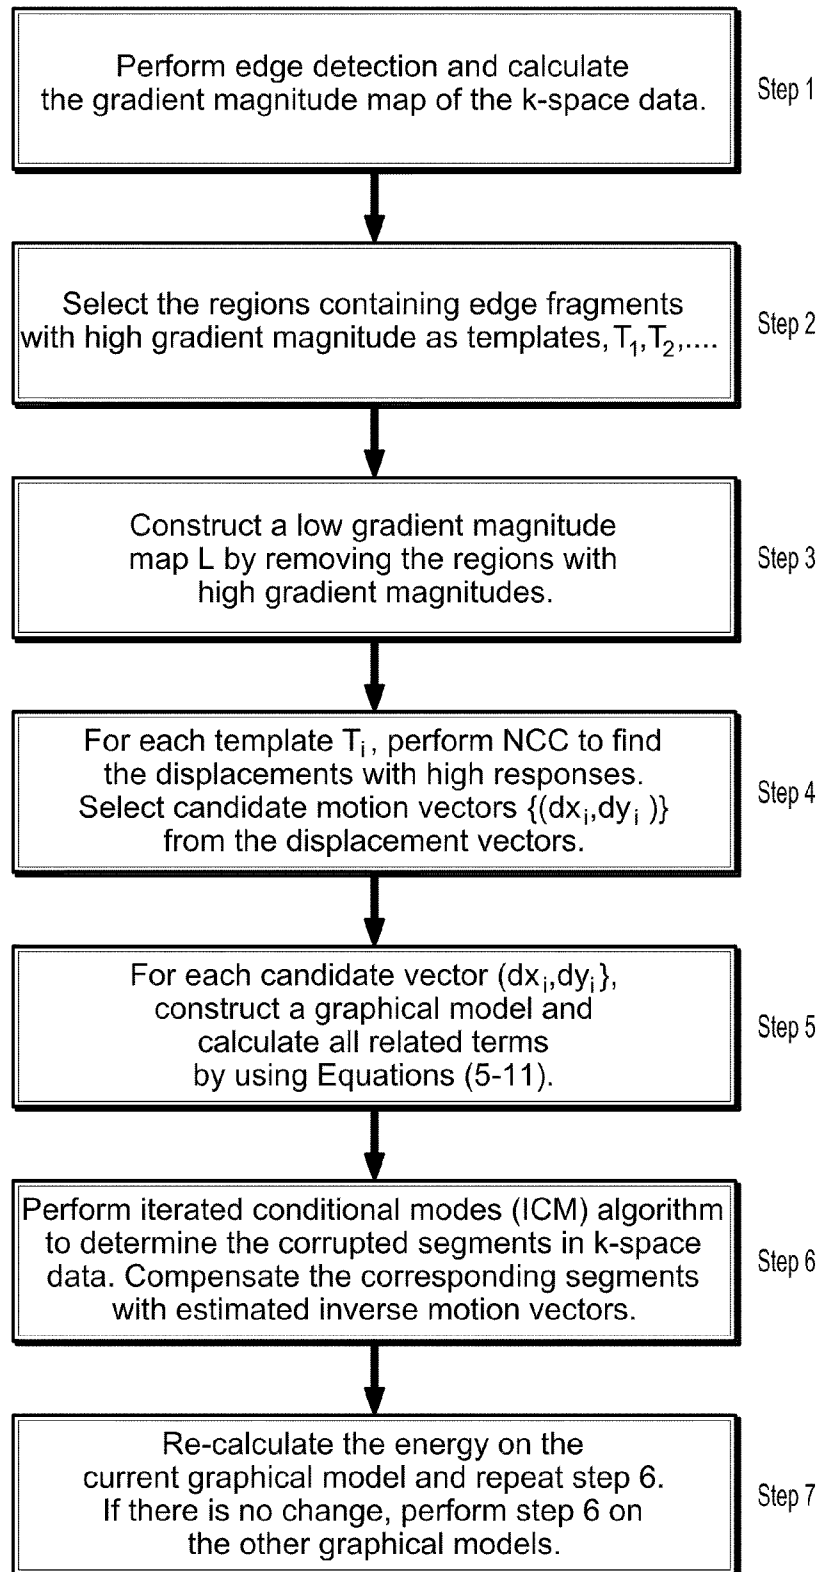 Perform edge detection and calculate
the gradient magnitude map of the k-space data.
Step 1
Select the regions containing edge fragments
with high gradient magnitude as templates, T₁,T₂,....
Step 2
Construct a low gradient magnitude
map L by removing the regions with
high gradient magnitudes.
Step 3
For each template Tᵢ, perform NCC to find
the displacements with high responses.
Select candidate motion vectors {(dxᵢ,dyᵢ )}
from the displacement vectors.
Step 4
For each candidate vector (dxᵢ,dyᵢ},
construct a graphical model and
calculate all related terms
by using Equations (5-11).
Step 5
Perform iterated conditional modes (ICM) algorithm
to determine the corrupted segments in k-space
data. Compensate the corresponding segments
with estimated inverse motion vectors.
Step 6
Re-calculate the energy on the
current graphical model and repeat step 6.
If there is no change, perform step 6 on
the other graphical models.
Step 7